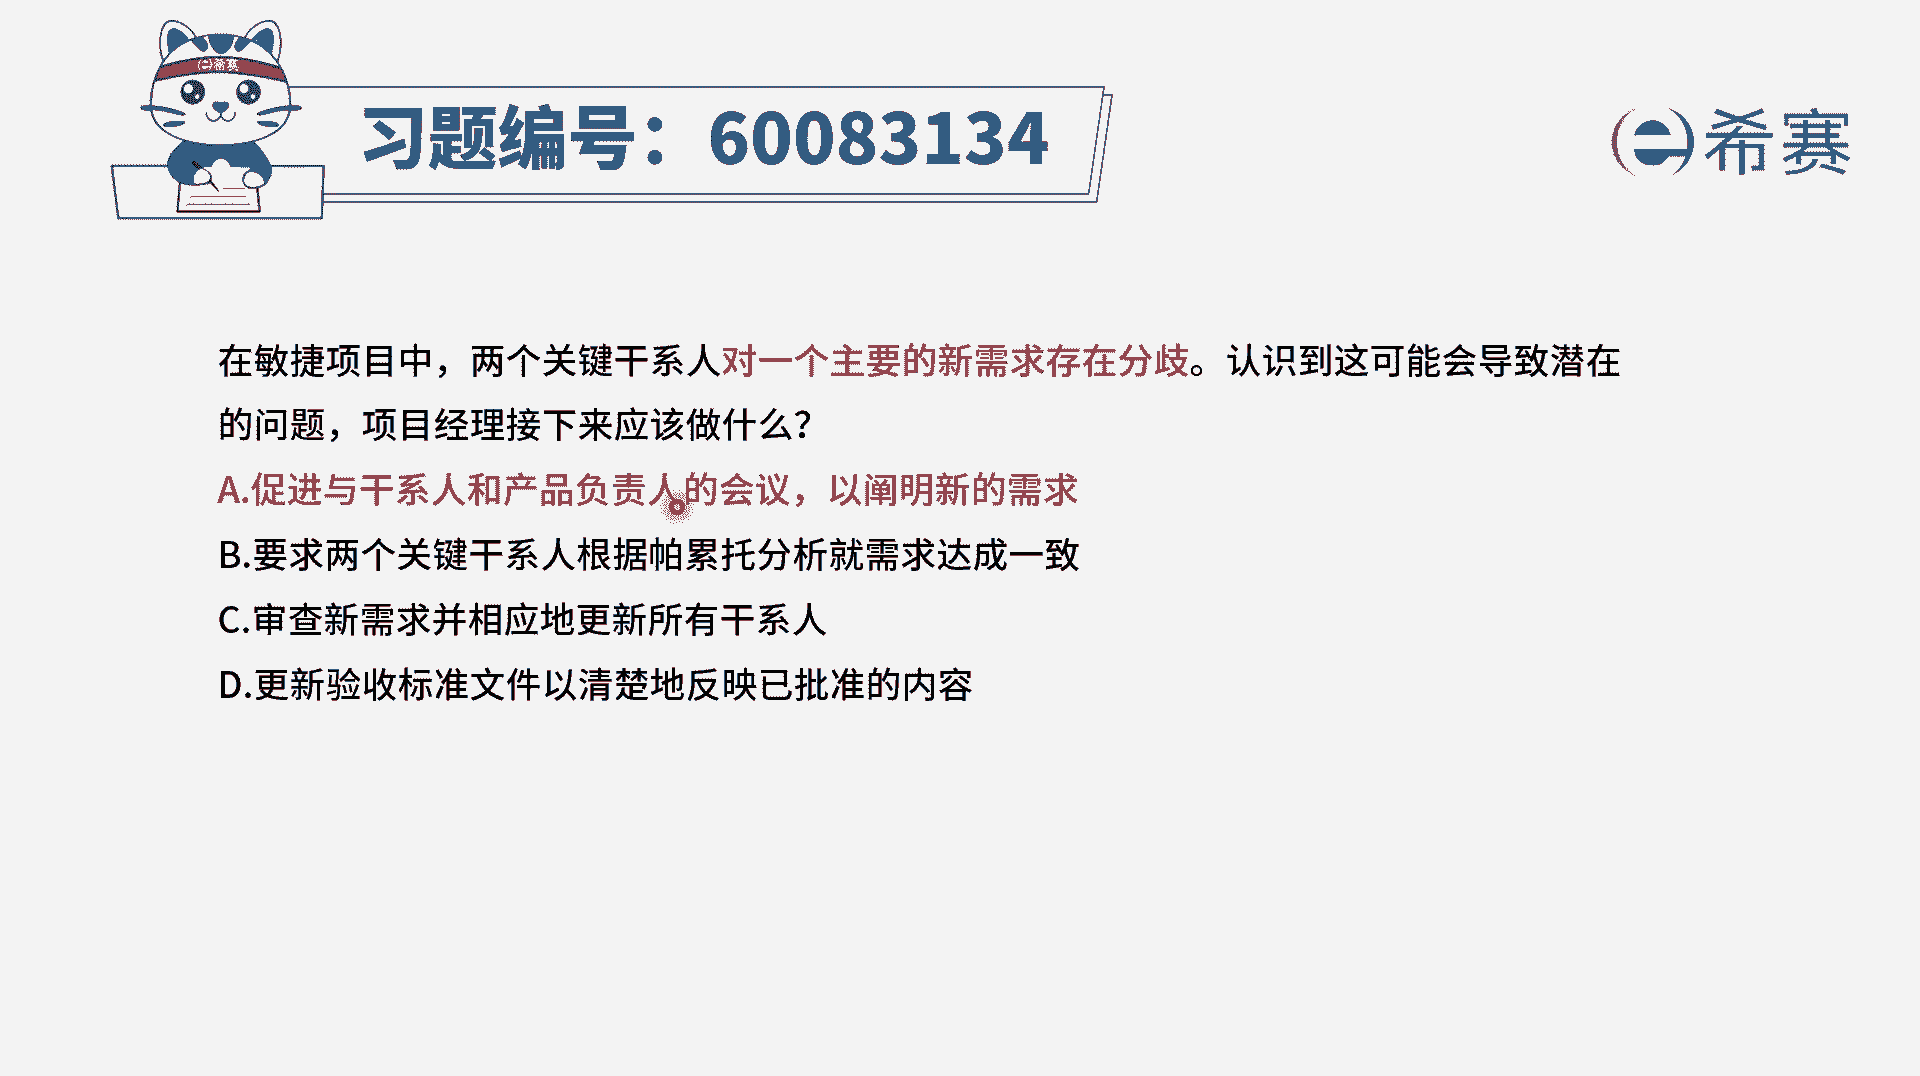 希赛
习题编号：60083134
希赛
在敏捷项目中，两个关键干系人对一个主要的新需求存在分歧。认识到这可能会导致潜在
的问题，项目经理接下来应该做什么？
A.促进与干系人和产品负责人的会议，以阐明新的需求
B.要求两个关键干系人根据帕累托分析就需求达成一致
C.审查新需求并相应地更新所有干系人
D.更新验收标准文件以清楚地反映已批准的内容